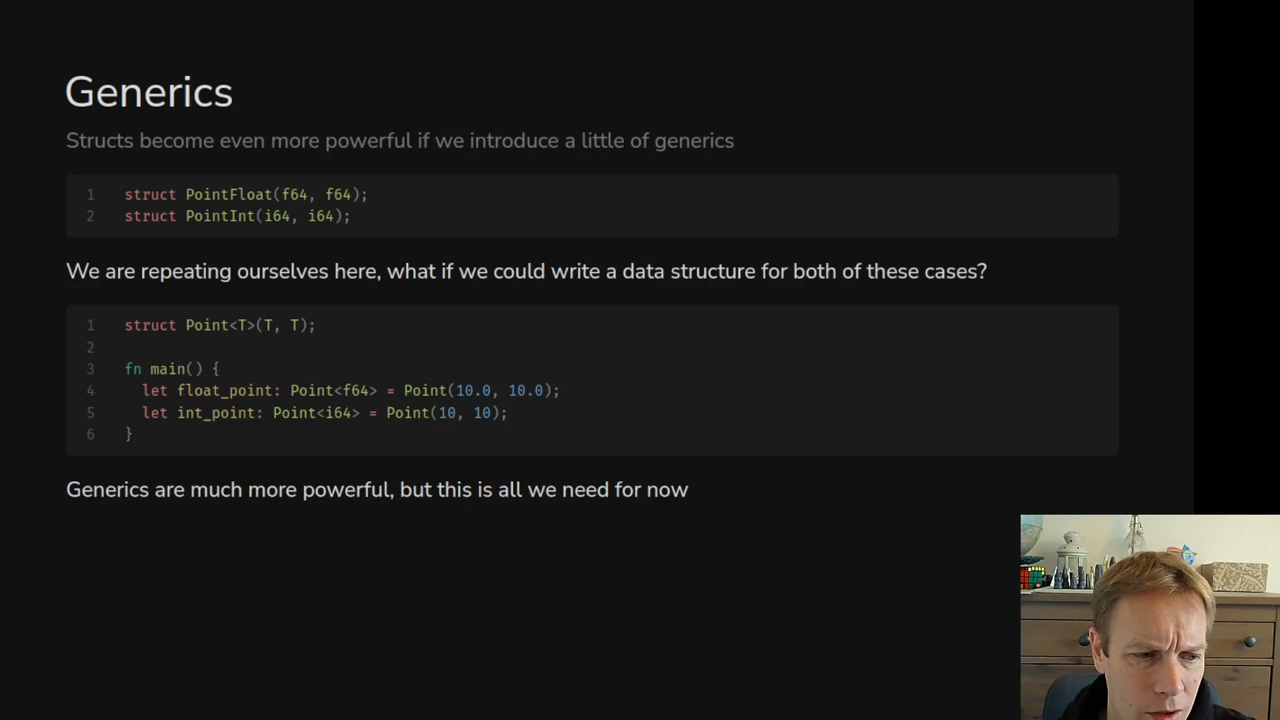 Generics
Structs become even more powerful if we introduce a little of generics
1 struct PointFloat(f64, f64);
2 struct PointInt(i64, i64);
We are repeating ourselves here, what if we could write a data structure for both of these cases?
1 struct Point<T>(T, T);
2
3 fn main() {
4   let float_point: Point<f64> = Point(10.0, 10.0);
5   let int_point: Point<i64> = Point(10, 10);
6 }
Generics are much more powerful, but this is all we need for now